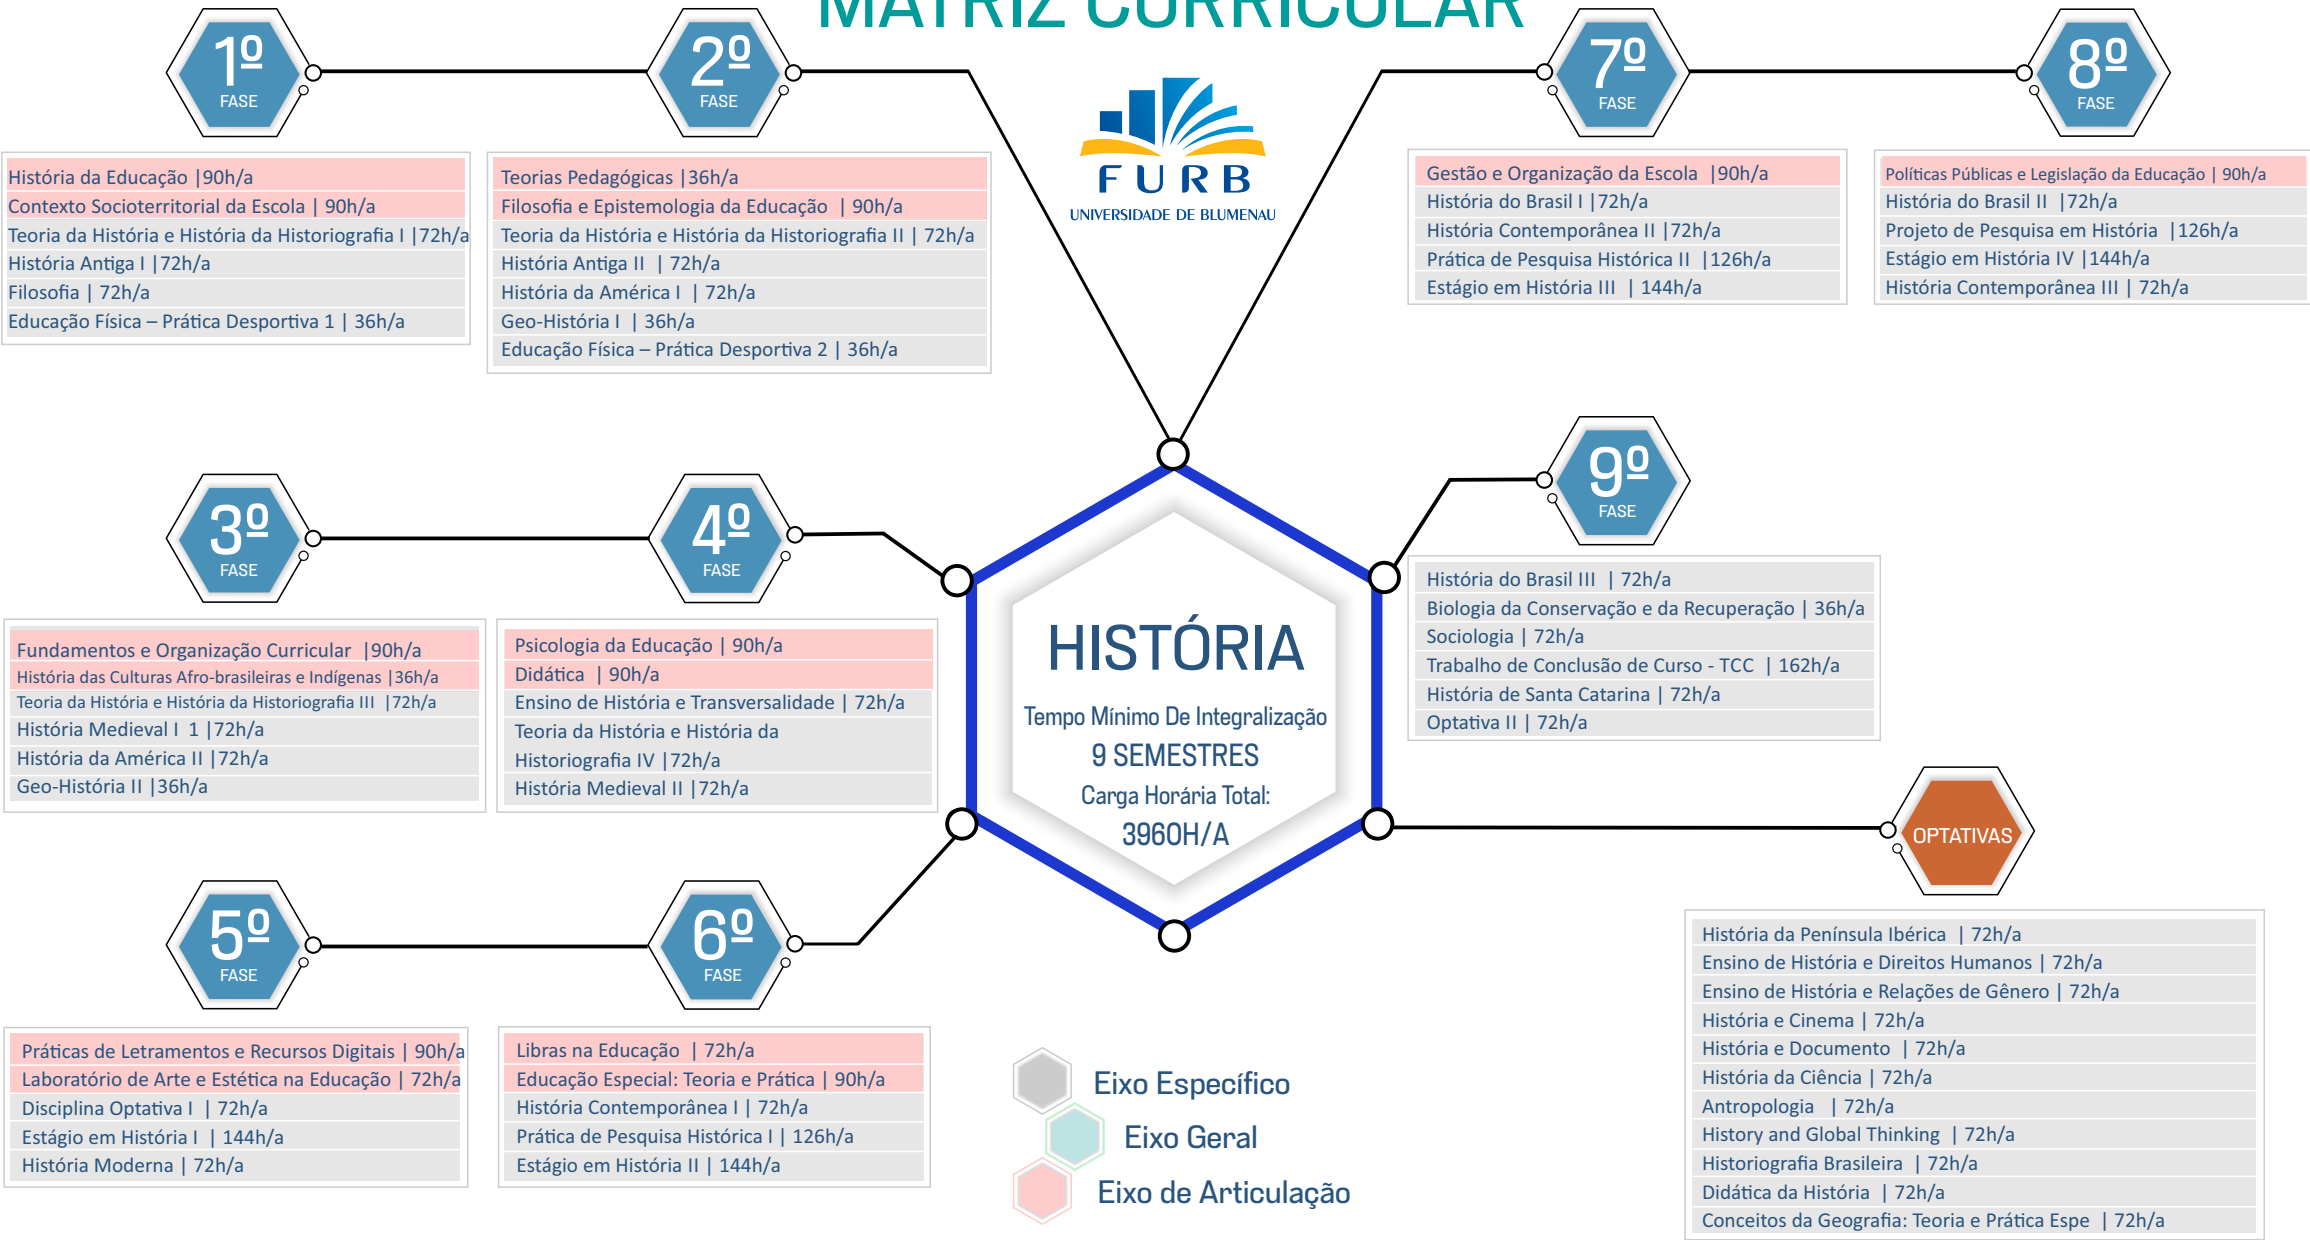 MATRIZ CURRICULAR
1º
FASE
História da Educação |90h/a
Contexto Socioterritorial da Escola | 90h/a
Teoria da História e História da Historiografia I |72h/a
História Antiga I |72h/a
Filosofia | 72h/a
Educação Física – Prática Desportiva 1 | 36h/a
2º
FASE
Teorias Pedagógicas |36h/a
Filosofia e Epistemologia da Educação | 90h/a
Teoria da História e História da Historiografia II | 72h/a
História Antiga II | 72h/a
História da América I | 72h/a
Geo-História I | 36h/a
Educação Física – Prática Desportiva 2 | 36h/a
FURB
UNIVERSIDADE DE BLUMENAU
7º
FASE
Gestão e Organização da Escola |90h/a
História do Brasil I |72h/a
História Contemporânea II |72h/a
Prática de Pesquisa Histórica II |126h/a
Estágio em História III | 144h/a
8º
FASE
Políticas Públicas e Legislação da Educação | 90h/a
História do Brasil II |72h/a
Projeto de Pesquisa em História |126h/a
Estágio em História IV |144h/a
História Contemporânea III | 72h/a
3º
FASE
Fundamentos e Organização Curricular |90h/a
História das Culturas Afro-brasileiras e Indígenas |36h/a
Teoria da História e História da Historiografia III |72h/a
História Medieval I 1 |72h/a
História da América II |72h/a
Geo-História II |36h/a
4º
FASE
Psicologia da Educação | 90h/a
Didática | 90h/a
Ensino de História e Transversalidade | 72h/a
Teoria da História e História da
Historiografia IV |72h/a
História Medieval II |72h/a
HISTÓRIA
Tempo Mínimo De Integralização
9 SEMESTRES
Carga Horária Total:
3960H/A
9º
FASE
História do Brasil III | 72h/a
Biologia da Conservação e da Recuperação | 36h/a
Sociologia | 72h/a
Trabalho de Conclusão de Curso - TCC | 162h/a
História de Santa Catarina | 72h/a
Optativa II | 72h/a
5º
FASE
Práticas de Letramentos e Recursos Digitais | 90h/a
Laboratório de Arte e Estética na Educação | 72h/a
Disciplina Optativa I | 72h/a
Estágio em História I | 144h/a
História Moderna | 72h/a
6º
FASE
Libras na Educação | 72h/a
Educação Especial: Teoria e Prática | 90h/a
História Contemporânea I | 72h/a
Prática de Pesquisa Histórica I | 126h/a
Estágio em História II | 144h/a
Eixo Específico
Eixo Geral
Eixo de Articulação
OPTATIVAS
História da Península Ibérica | 72h/a
Ensino de História e Direitos Humanos | 72h/a
Ensino de História e Relações de Gênero | 72h/a
História e Cinema | 72h/a
História e Documento | 72h/a
História da Ciência | 72h/a
Antropologia | 72h/a
History and Global Thinking | 72h/a
Historiografia Brasileira | 72h/a
Didática da História | 72h/a
Conceitos da Geografia: Teoria e Prática Espe | 72h/a